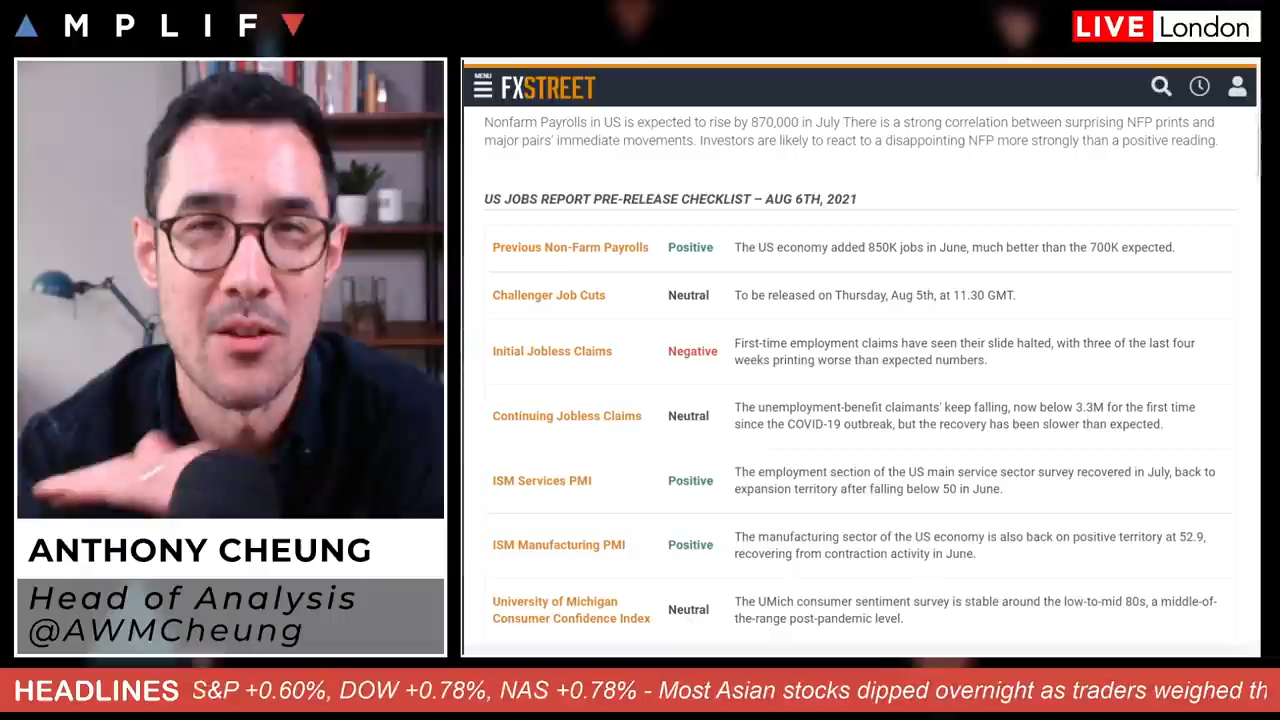 AMPLIFY
LIVE London
MENU
FXSTREET
Nonfarm Payrolls in US is expected to rise by 870,000 in July There is a strong correlation between surprising NFP prints and
major pairs' immediate movements. Investors are likely to react to a disappointing NFP more strongly than a positive reading.
US JOBS REPORT PRE-RELEASE CHECKLIST – AUG 6TH, 2021
Previous Non-Farm Payrolls Positive The US economy added 850K jobs in June, much better than the 700K expected.
Challenger Job Cuts Neutral To be released on Thursday, Aug 5th, at 11.30 GMT.
Initial Jobless Claims Negative First-time employment claims have seen their slide halted, with three of the last four
weeks printing worse than expected numbers.
Continuing Jobless Claims Neutral The unemployment-benefit claimants' keep falling, now below 3.3M for the first time
since the COVID-19 outbreak, but the recovery has been slower than expected.
ISM Services PMI Positive The employment section of the US main service sector survey recovered in July, back to
expansion territory after falling below 50 in June.
ISM Manufacturing PMI Positive The manufacturing sector of the US economy is also back on positive territory at 52.9,
recovering from contraction activity in June.
University of Michigan
Consumer Confidence Index Neutral The UMich consumer sentiment survey is stable around the low-to-mid 80s, a middle-of-
the-range post-pandemic level.
ANTHONY CHEUNG
Head of Analysis
@AWMCheung
HEADLINES S&P +0.60%, DOW +0.78%, NAS +0.78% - Most Asian stocks dipped overnight as traders weighed th